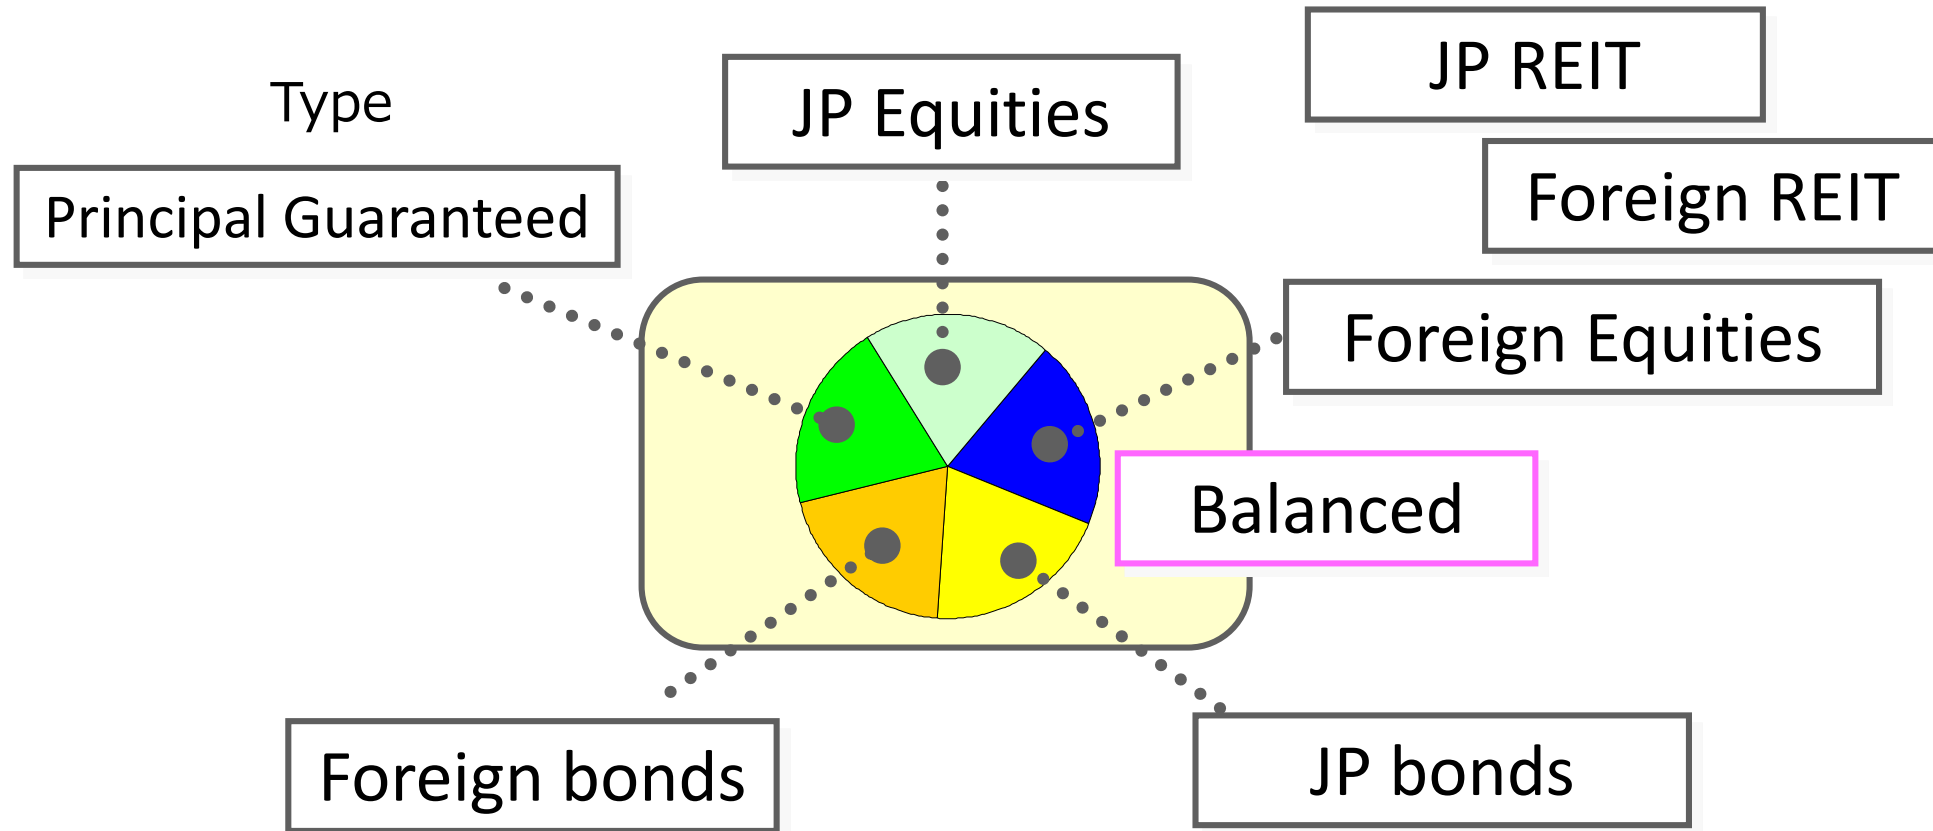 JP REIT
Type
JP Equities
Foreign REIT
Principal Guaranteed
Foreign Equities
Balanced
Foreign bonds
JP bonds